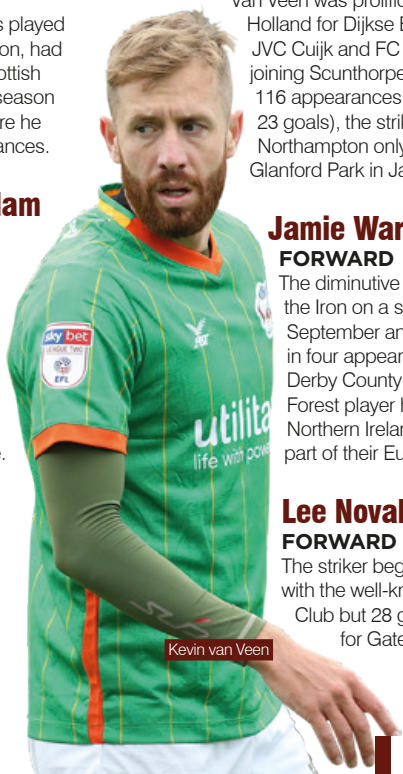 s played
on, had
ottish
season
re he
ances.
lam
e.
van Veen was prolific
Holland for Dijkse
JVC Cuijk and FC
joining Scunthorpe
116 appearances
23 goals), the strik
Northampton only
Glanford Park in Ja
Jamie War
FORWARD
The diminutive
the Iron on a s
September an
in four appear
Derby County
Forest player h
Northern Irelan
part of their Eu
Lee Noval
FORWARD
The striker beg
with the well-kn
Club but 28 g
for Gate
sky bet
LEAGUE TWO
EFL
utilita
life with powe
Kevin van Veen